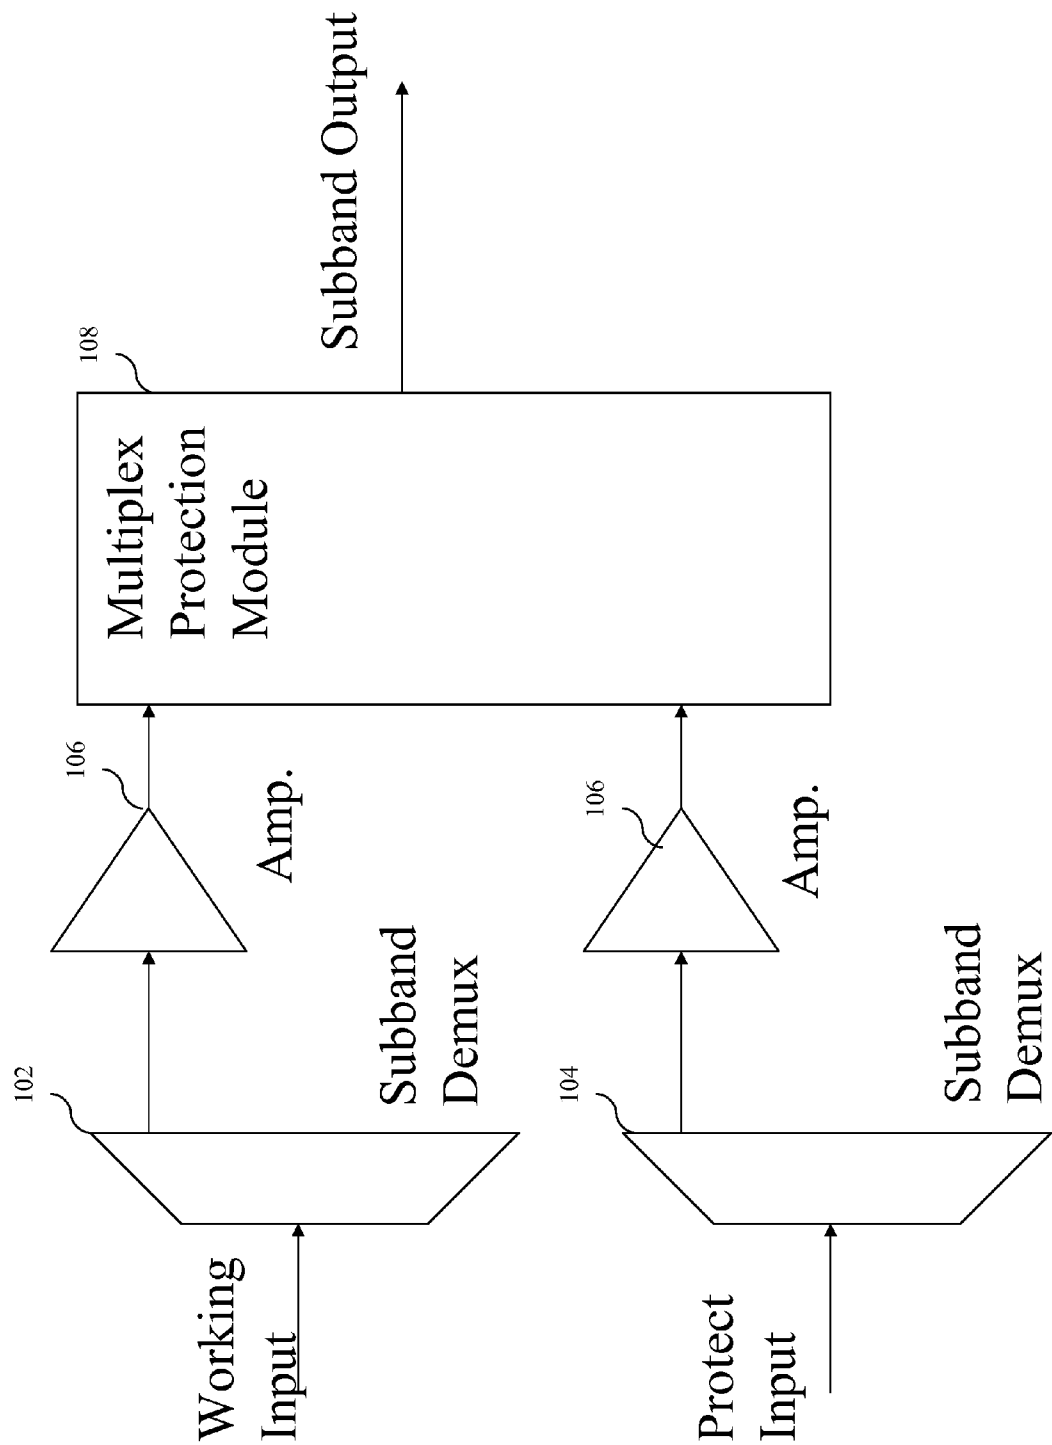 Working
Input
102
Subband
Demux
106
Amp.
108
Multiplex
Protection
Module
Subband Output
Protect
Input
104
Subband
Demux
106
Amp.